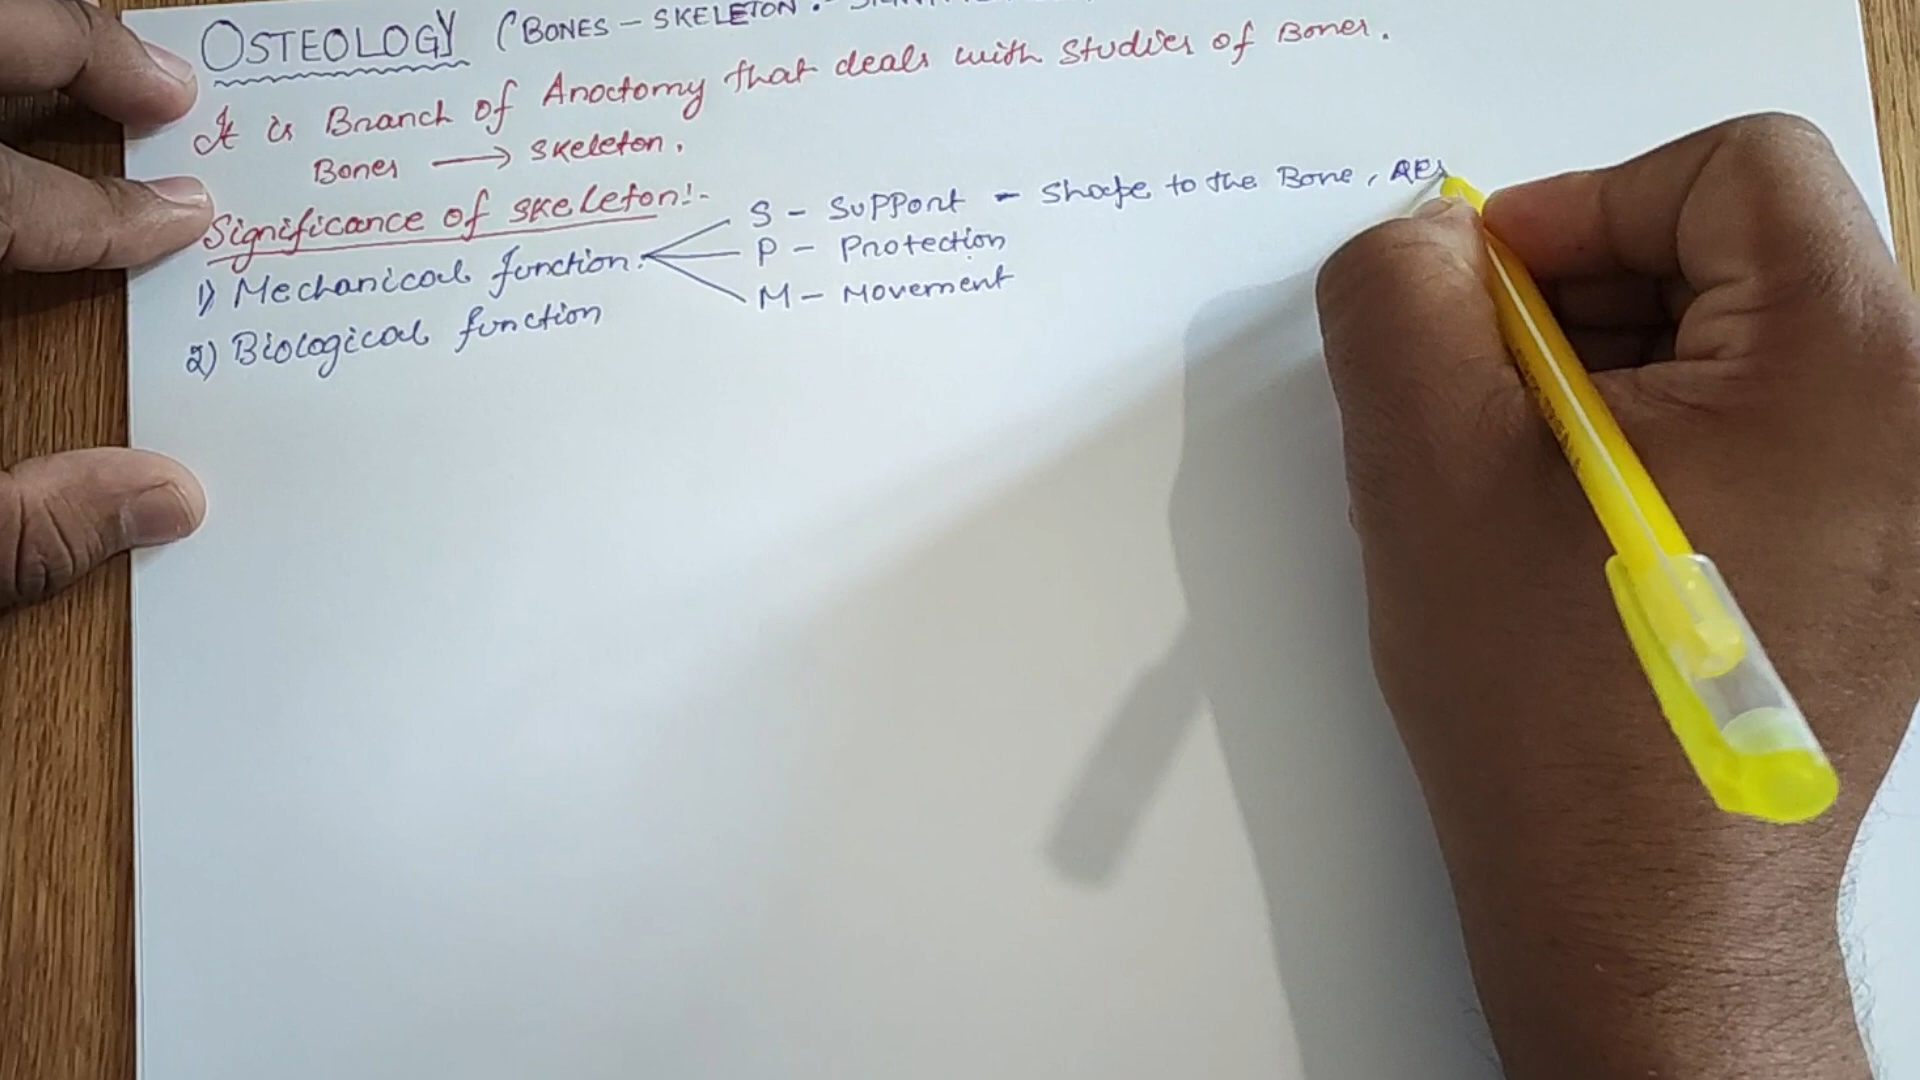 OSTEOLOGY (BONES - SKELETON .-
It is Branch of Anoctomy that deals with Studies of Bones.
Bones → Skeleton.
Significance of skeleton:-
1) Mechanical function. S - Support - Shape to the Bone,
P - Protection
M - Movement
2) Biological function